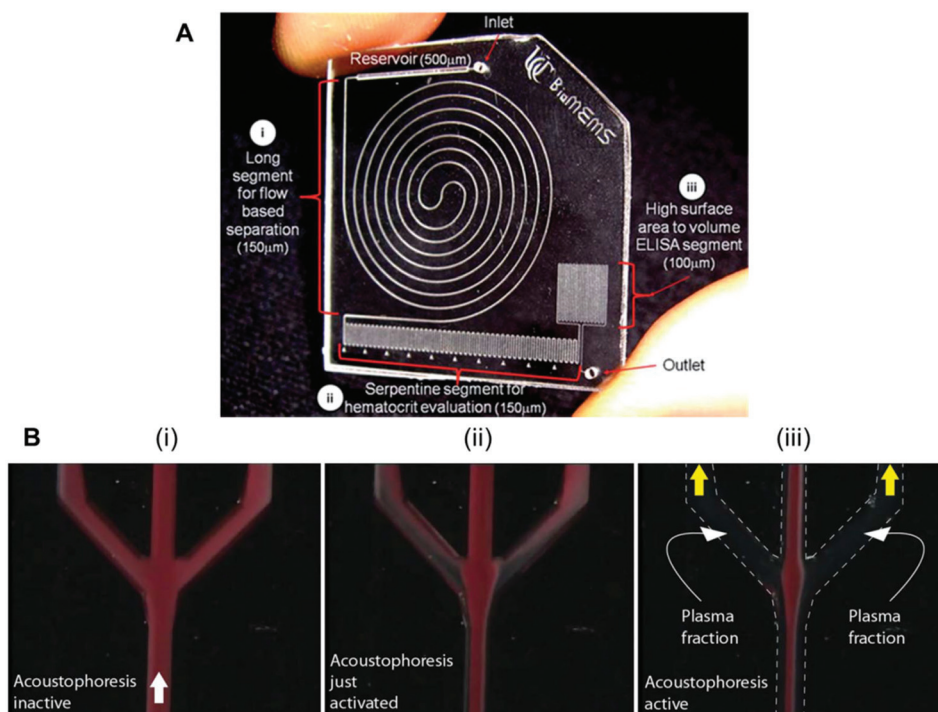 A
Inlet
Reservoir (500μm)
UC BioMEMS
i
Long
segment
for flow
based
separation
(150μm)
iii
High surface
area to volume
ELISA segment
(100μm)
Outlet
ii
Serpentine segment for
hematocrit evaluation (150μm)
B
(i)
(ii)
(iii)
Acoustophoresis
inactive
Acoustophoresis
just
activated
Plasma
fraction
Plasma
fraction
Acoustophoresis
active